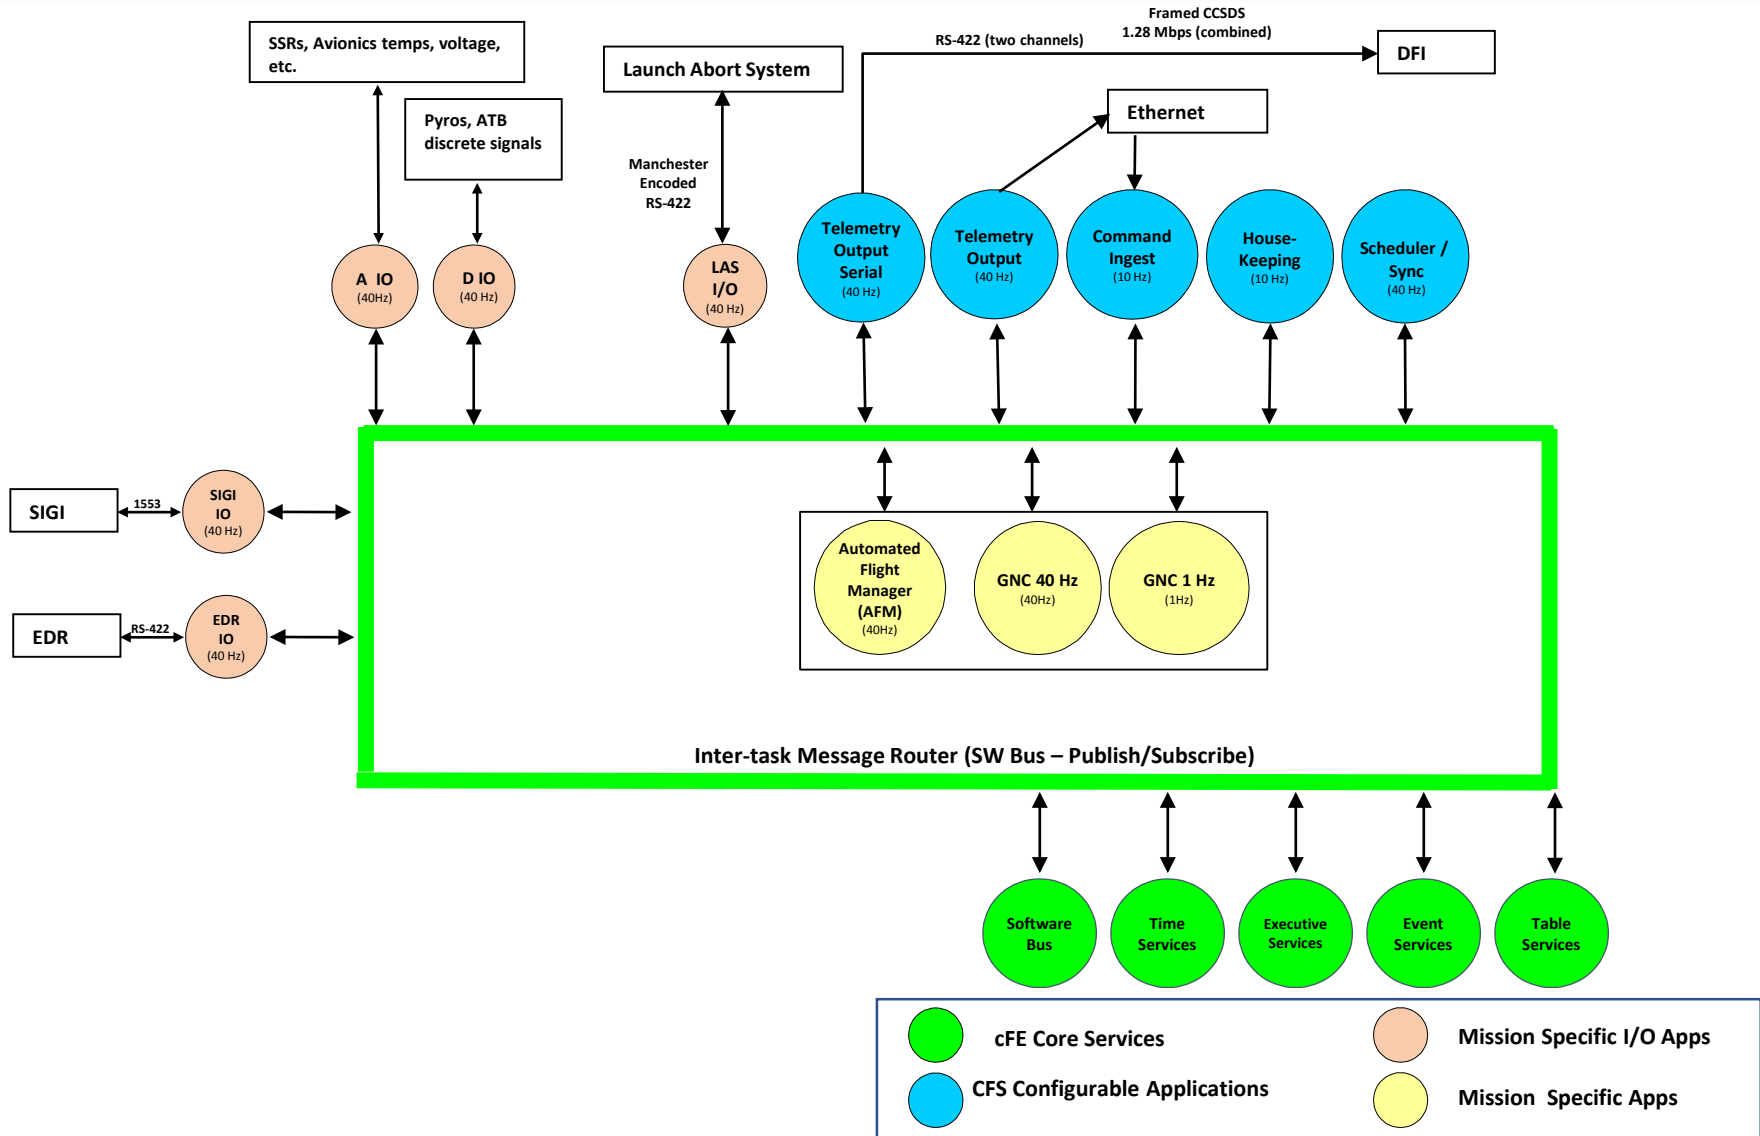 SSRs, Avionics temps, voltage,
etc.
Pyros, ATB
discrete signals
Launch Abort System
Manchester
Encoded
RS-422
RS-422 (two channels)
Framed CCSDS
1.28 Mbps (combined)
DFI
Ethernet
A  IO
(40Hz)
D IO
(40 Hz)
LAS
I/O
(40 Hz)
Telemetry
Output
Serial
(40 Hz)
Telemetry
Output
(40 Hz)
Command
Ingest
(10 Hz)
House-
Keeping
(10 Hz)
Scheduler /
Sync
(40 Hz)
SIGI
1553
SIGI
IO
(40 Hz)
EDR
RS-422
EDR
IO
(40 Hz)
Automated
Flight
Manager
(AFM)
(40Hz)
GNC 40 Hz
(40Hz)
GNC 1 Hz
(1Hz)
Inter-task Message Router (SW Bus – Publish/Subscribe)
Software
Bus
Time
Services
Executive
Services
Event
Services
Table
Services
cFE Core Services
Mission Specific I/O Apps
CFS Configurable Applications
Mission  Specific Apps